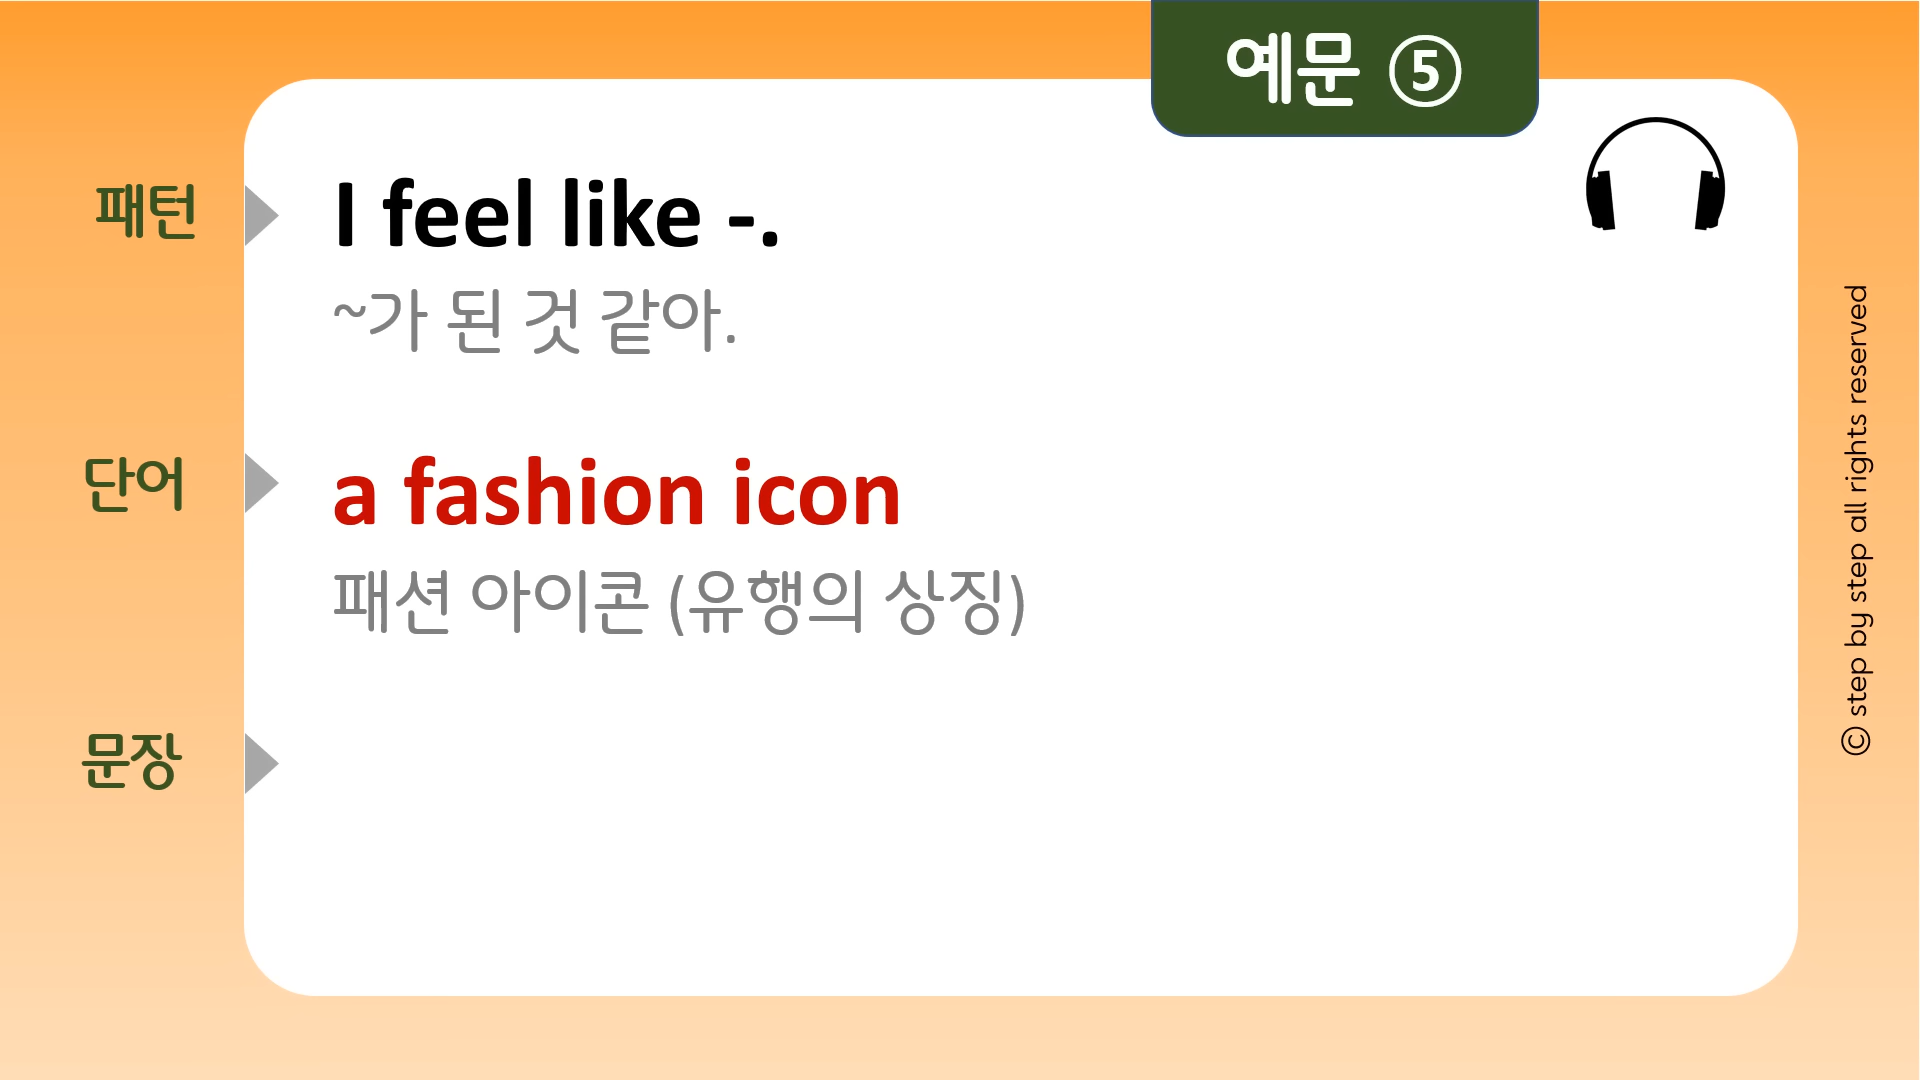 예문 ⑤
패턴
I feel like -.
~가 된 것 같아.
단어
a fashion icon
패션 아이콘 (유행의 상징)
문장
© step by step all rights reserved